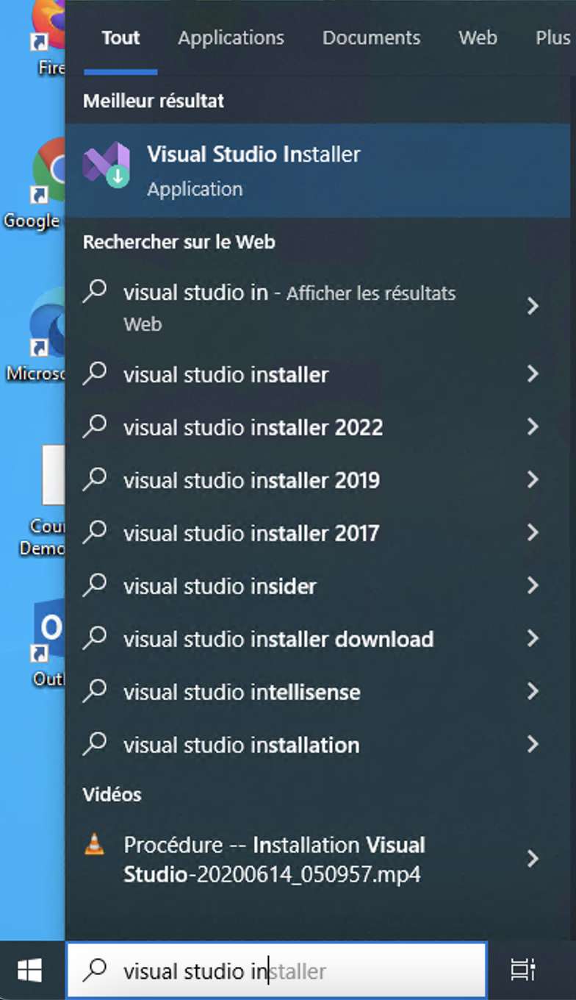 Tout Applications Documents Web Plus
Meilleur résultat
Visual Studio Installer
Application
Rechercher sur le Web
visual studio in - Afficher les résultats
Web
visual studio installer
visual studio installer 2022
visual studio installer 2019
visual studio installer 2017
visual studio insider
visual studio installer download
visual studio intellisense
visual studio installation
Vidéos
Procédure -- Installation Visual
Studio-20200614_050957.mp4
visual studio installer
Fire
Google
Microso
Cour
Demo
Outl